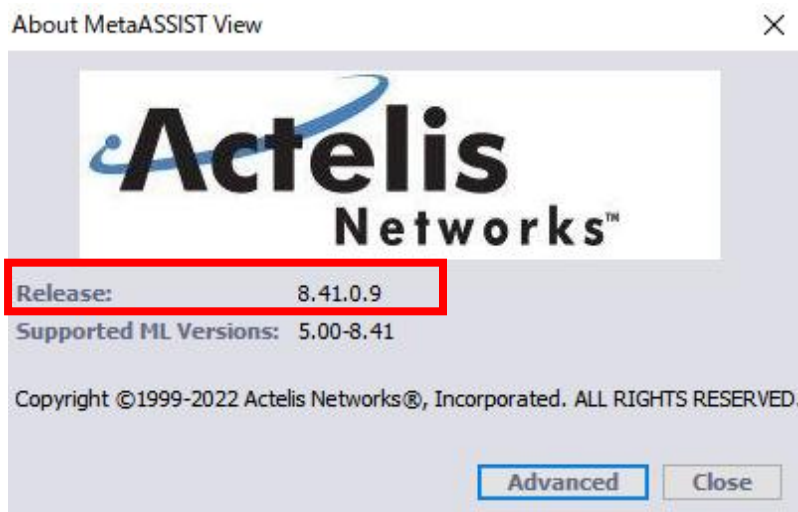 About MetaASSIST View
Actelis
Networks™
Release: 8.41.0.9
Supported ML Versions: 5.00-8.41
Copyright ©1999-2022 Actelis Networks®, Incorporated. ALL RIGHTS RESERVED.
Advanced Close